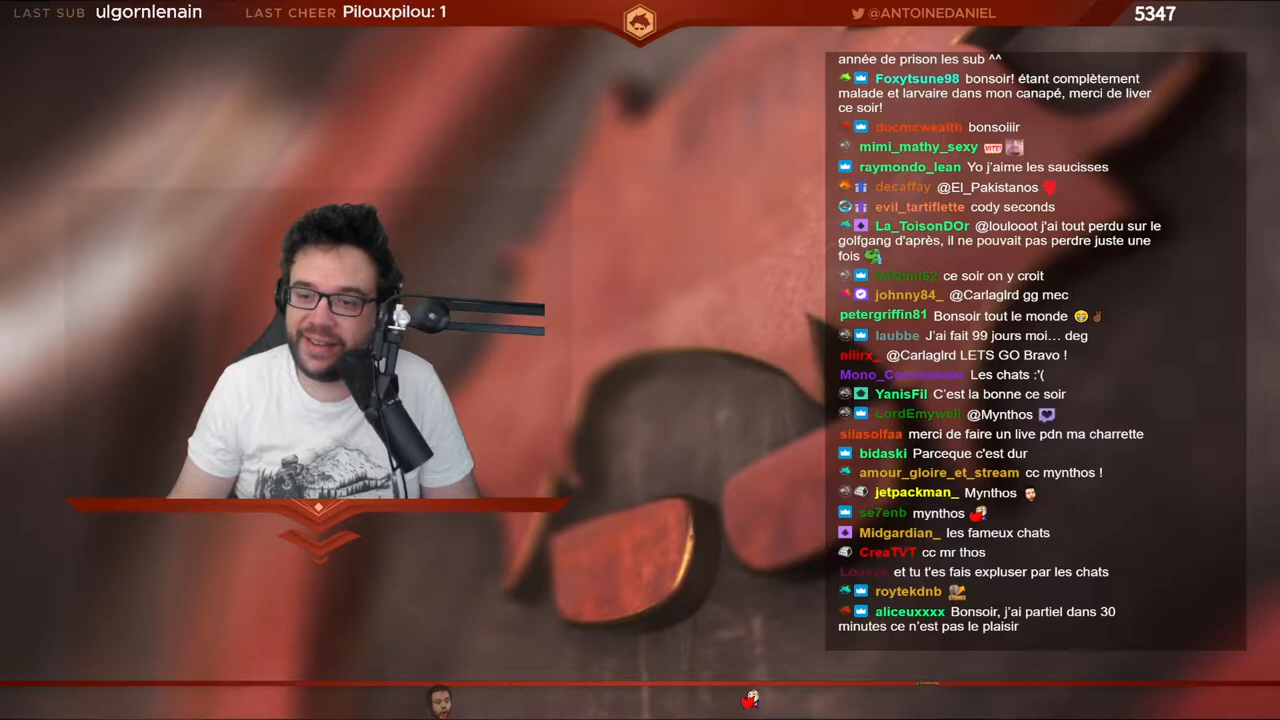 LAST SUB ulgornlenain LAST CHEER Pilouxpilou: 1 @ANTOINEDANIEL 5347
année de prison les sub ^^
Foxytsune98 bonsoir! étant complètement
malade et larvaire dans mon canapé, merci de liver
ce soir!
docmcwealth bonsoiiir
mimi_mathy_sexy VITE!
raymondo_lean Yo j'aime les saucisses
decaffay @El_Pakistanos
evil_tartiflette cody seconds
La_ToisonDOr @loulooot j'ai tout perdu sur le
golfgang d'après, il ne pouvait pas perdre juste une
fois
ce soir on y croit
johnny84_ @Carlaglrd gg mec
petergriffin81 Bonsoir tout le monde 😁✌🏾
laubbe J'ai fait 99 jours moi… deg
niiirx_ @Carlaglrd LETS GO Bravo !
Mono_Commander Les chats :'(
YanisFil C'est la bonne ce soir
LordEmywell @Mynthos
silasolfaa merci de faire un live pdn ma charrette
bidaski Parceque c'est dur
amour_gloire_et_stream cc mynthos !
jetpackman_ Mynthos
se7enb mynthos
Midgardian_ les fameux chats
CreaTVT cc mr thos
et tu t'es fais expluser par les chats
roytekdnb
aliceuxxxx Bonsoir, j'ai partiel dans 30
minutes ce n'est pas le plaisir